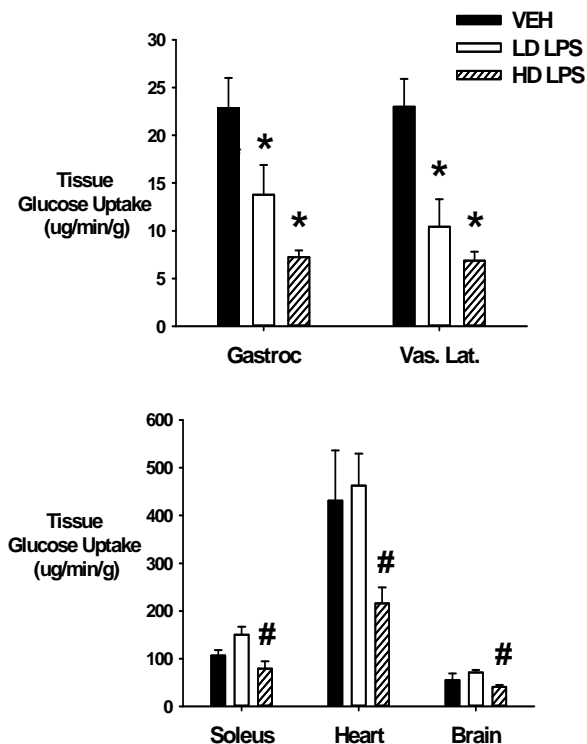 VEH
LD LPS
HD LPS
30
25
20
15
10
5
0
Tissue
Glucose Uptake
(ug/min/g)
*
*
*
*
Gastroc
Vas. Lat.
600
500
400
300
200
100
0
Tissue
Glucose Uptake
(ug/min/g)
#
#
#
Soleus
Heart
Brain